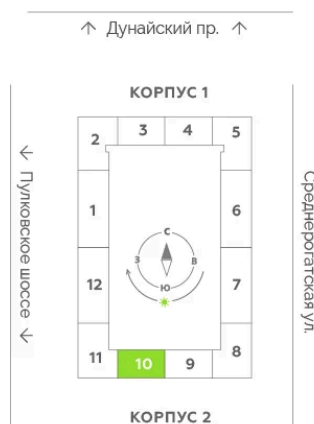 ↑ Дунайский пр. ↑
КОРПУС 1
2 3 4 5
← Пулковское шоссе ←
1 6
С
З В
Ю
12 7
11 10 9 8
Среднерогатская ул.
КОРПУС 2